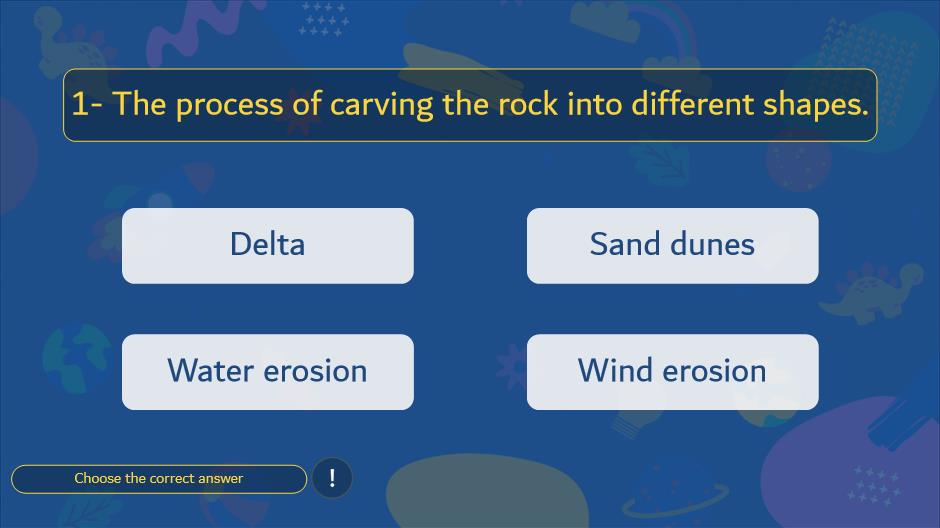 1- The process of carving the rock into different shapes.
Delta
Sand dunes
Water erosion
Wind erosion
Choose the correct answer
!